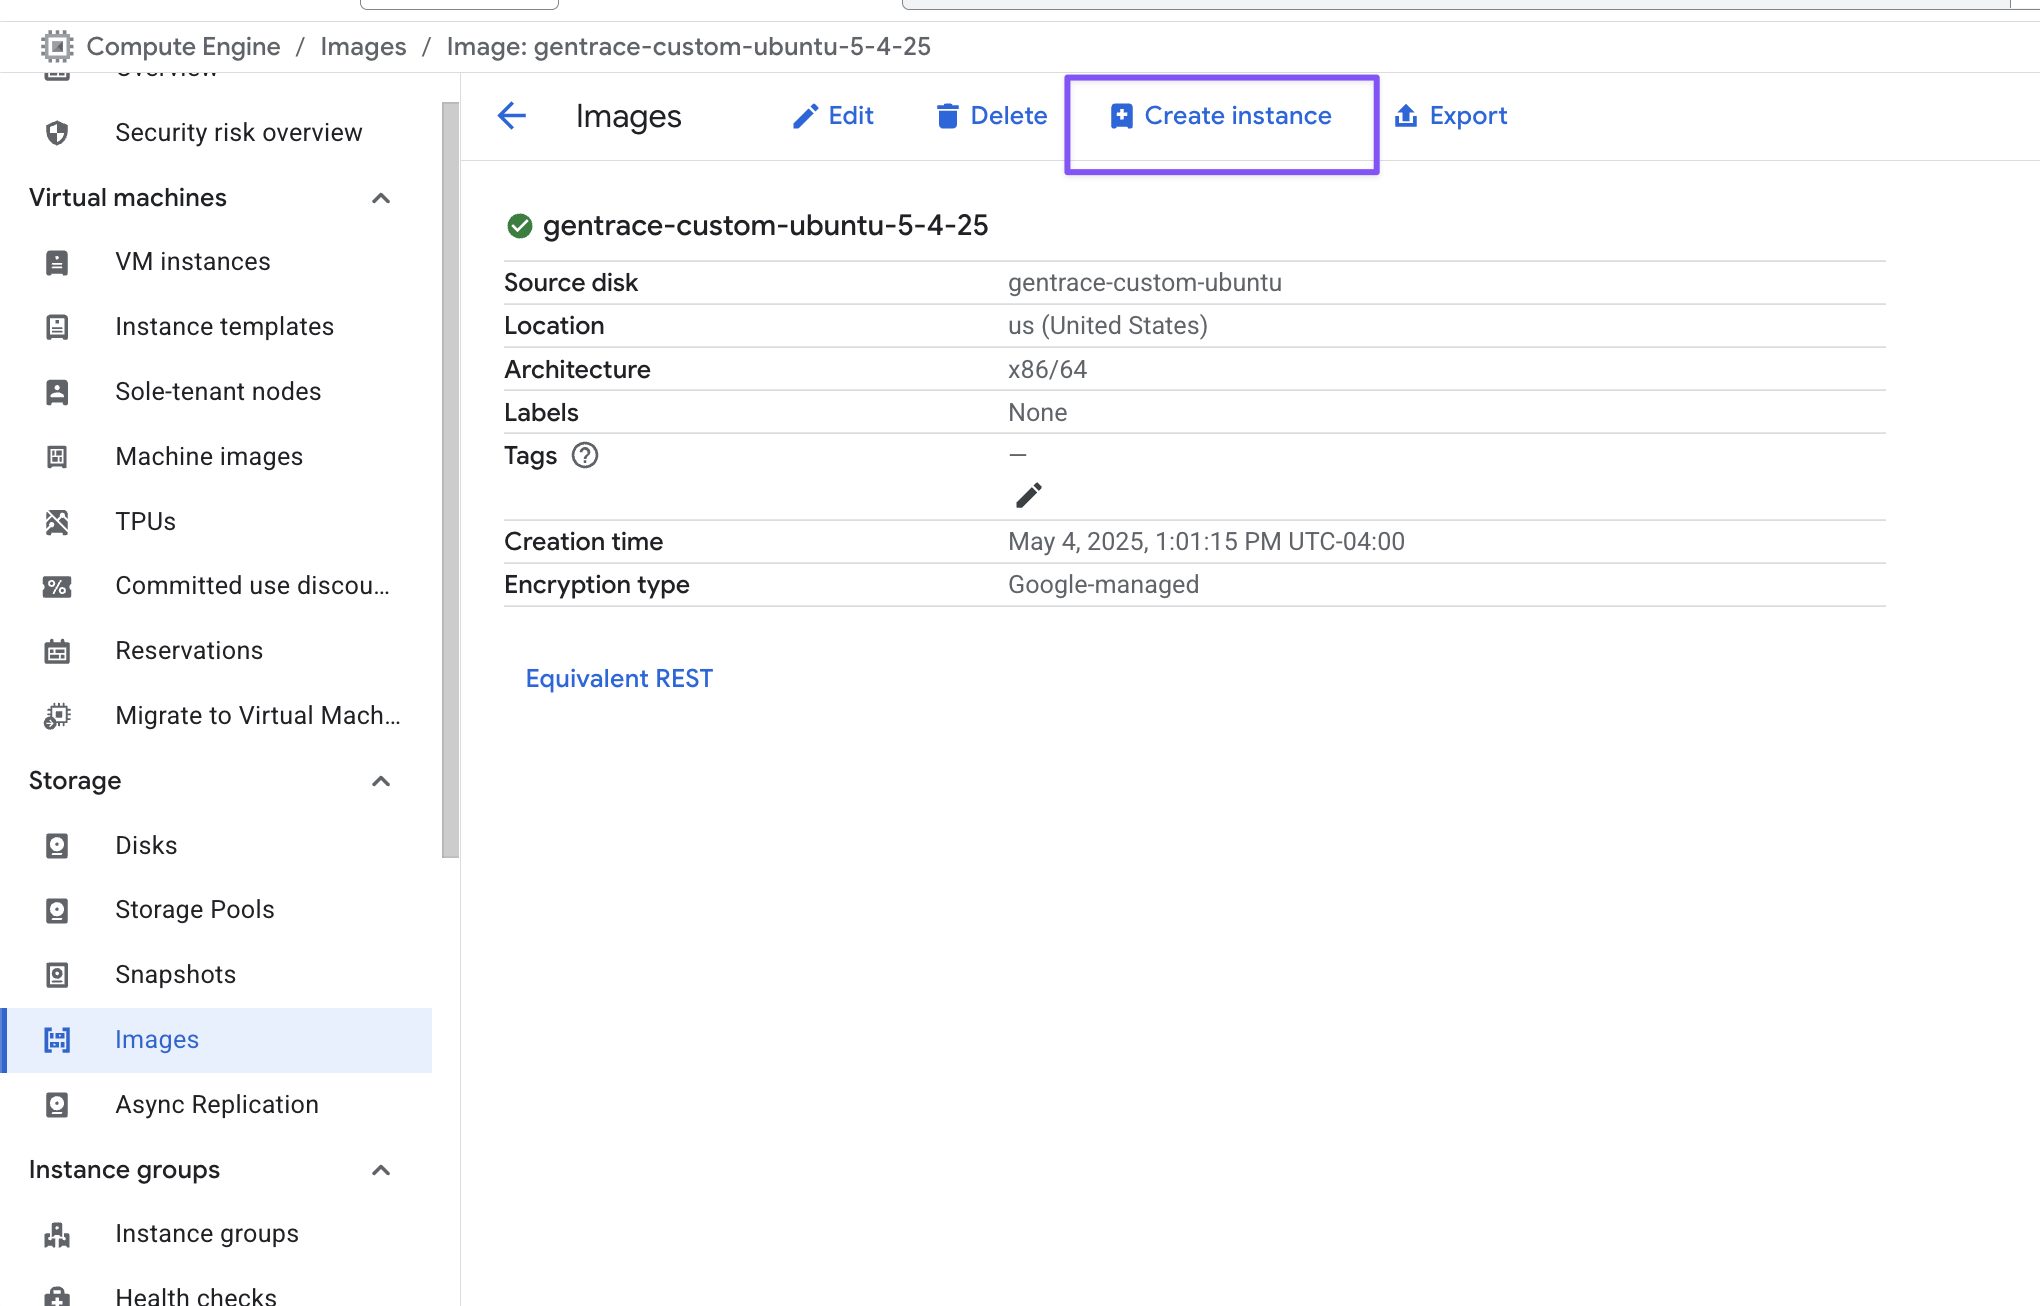 Compute Engine / Images / Image: gentrace-custom-ubuntu-5-4-25
Overview
Security risk overview
Virtual machines
VM instances
Instance templates
Sole-tenant nodes
Machine images
TPUs
Committed use discou...
Reservations
Migrate to Virtual Mach...
Storage
Disks
Storage Pools
Snapshots
Images
Async Replication
Instance groups
Instance groups
Health checks
Images
Edit
Delete
Create instance
Export
gentrace-custom-ubuntu-5-4-25
Source disk gentrace-custom-ubuntu
Location us (United States)
Architecture x86/64
Labels None
Tags ? —
Creation time May 4, 2025, 1:01:15 PM UTC-04:00
Encryption type Google-managed
Equivalent REST